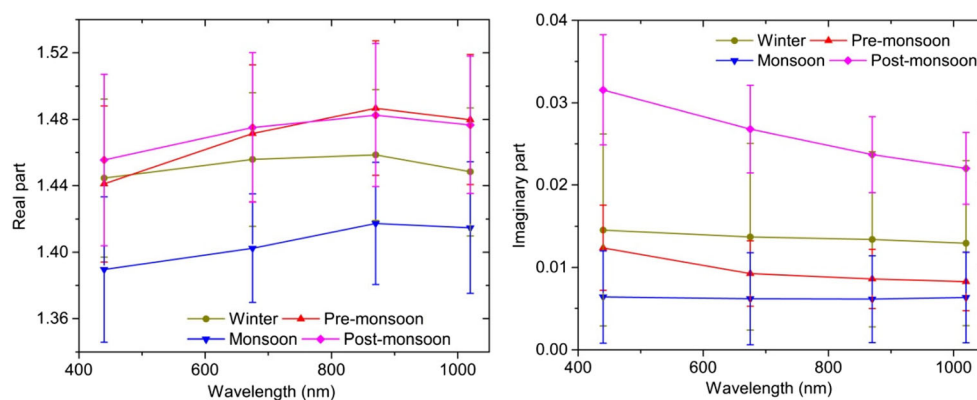 1.52
1.48
1.44
1.40
1.36
Real part
400 600 800 1000
Wavelength (nm)
Winter Pre-monsoon
Monsoon Post-monsoon
0.04
0.03
0.02
0.01
0.00
Imaginary part
400 600 800 1000
Wavelength (nm)
Winter Pre-monsoon
Monsoon Post-monsoon